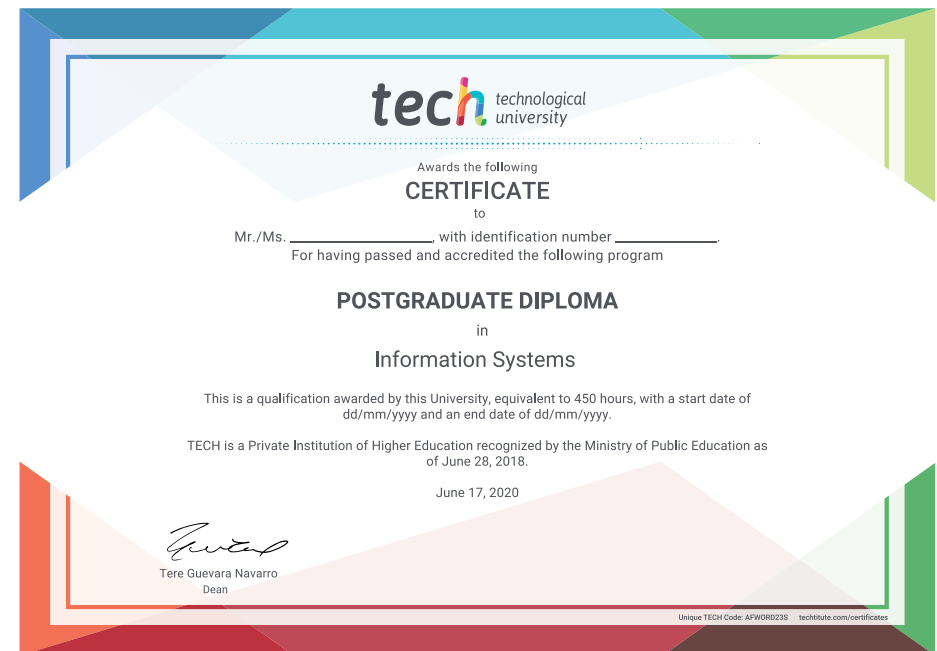 tech technological
university
Awards the following
CERTIFICATE
to
Mr./Ms. ____________, with identification number ____________.
For having passed and accredited the following program
POSTGRADUATE DIPLOMA
in
Information Systems
This is a qualification awarded by this University, equivalent to 450 hours, with a start date of
dd/mm/yyyy and an end date of dd/mm/yyyy.
TECH is a Private Institution of Higher Education recognized by the Ministry of Public Education as
of June 28, 2018.
June 17, 2020
Tere Guevara Navarro
Dean
Unique TECH Code: AFWORD23S techtitute.com/certificates